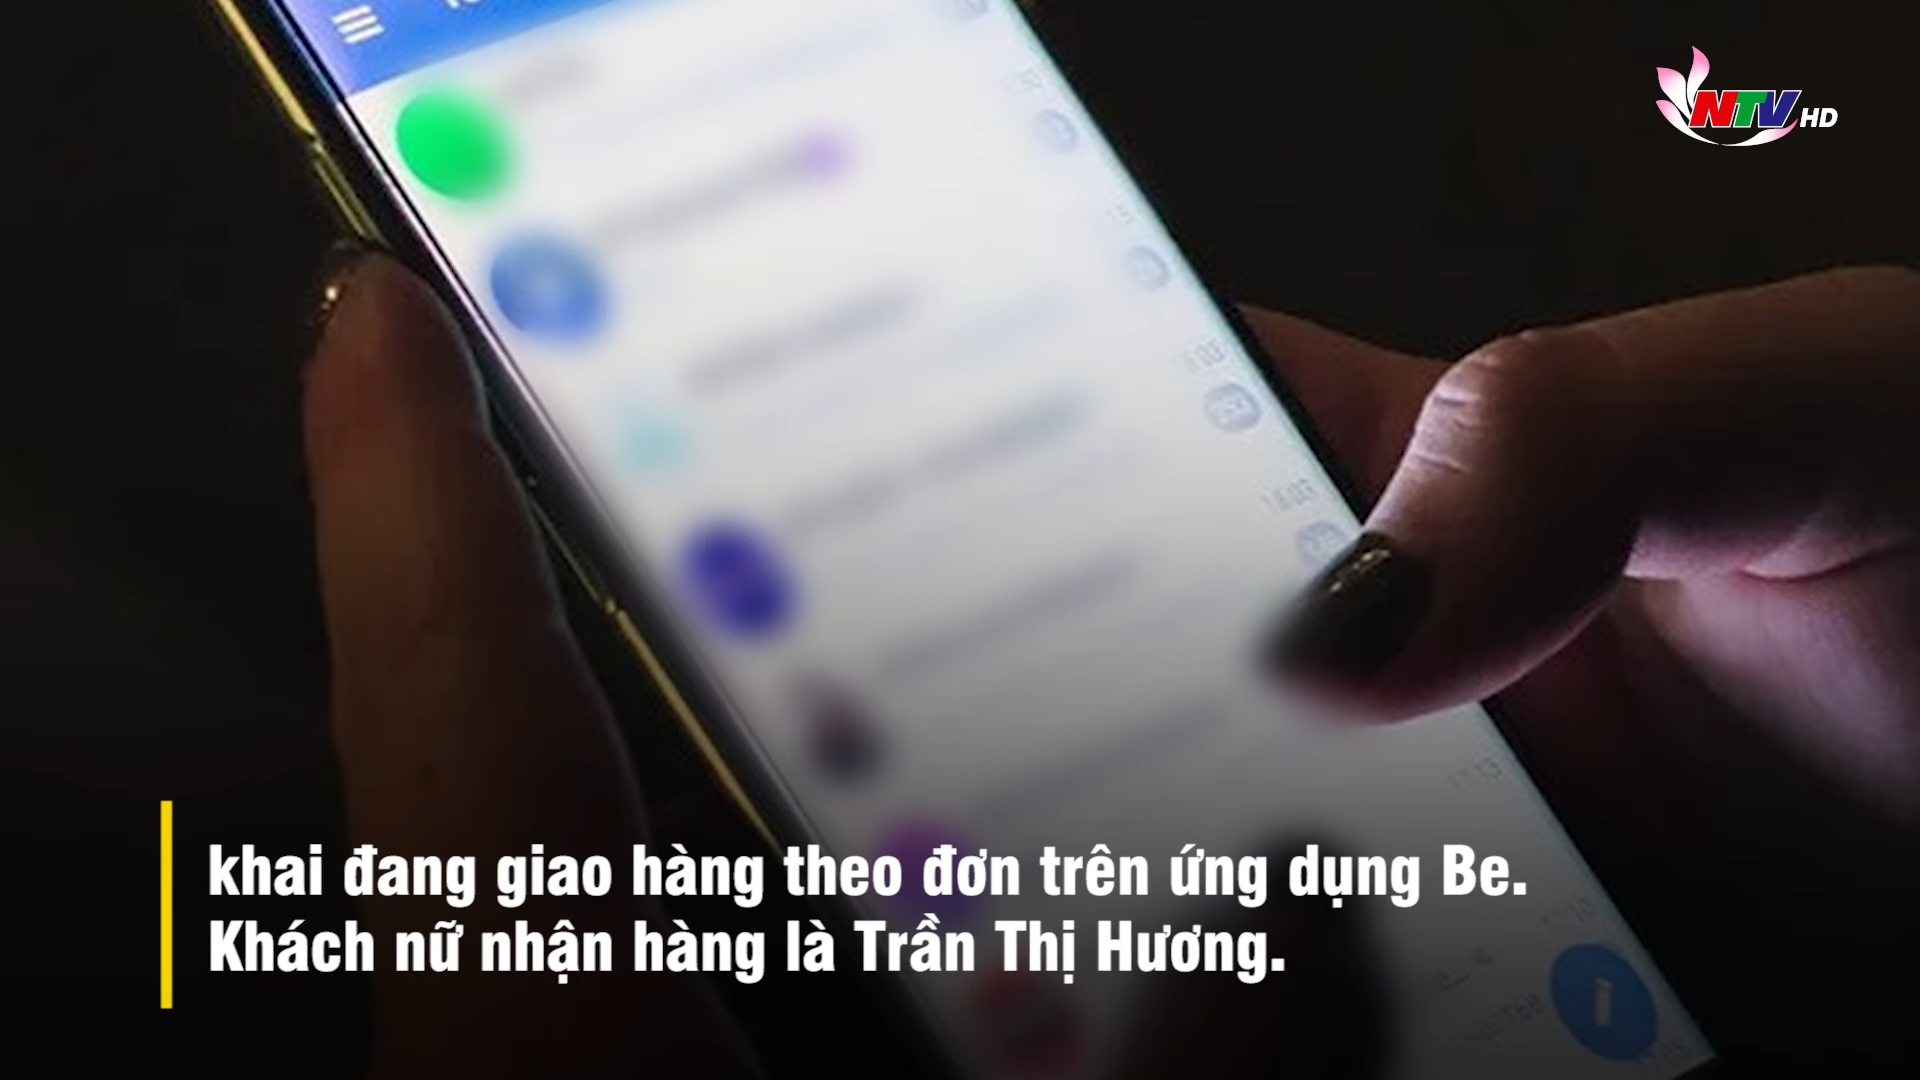 NTV HD
khai đang giao hàng theo đơn trên ứng dụng Be.
Khách nữ nhận hàng là Trần Thị Hương.